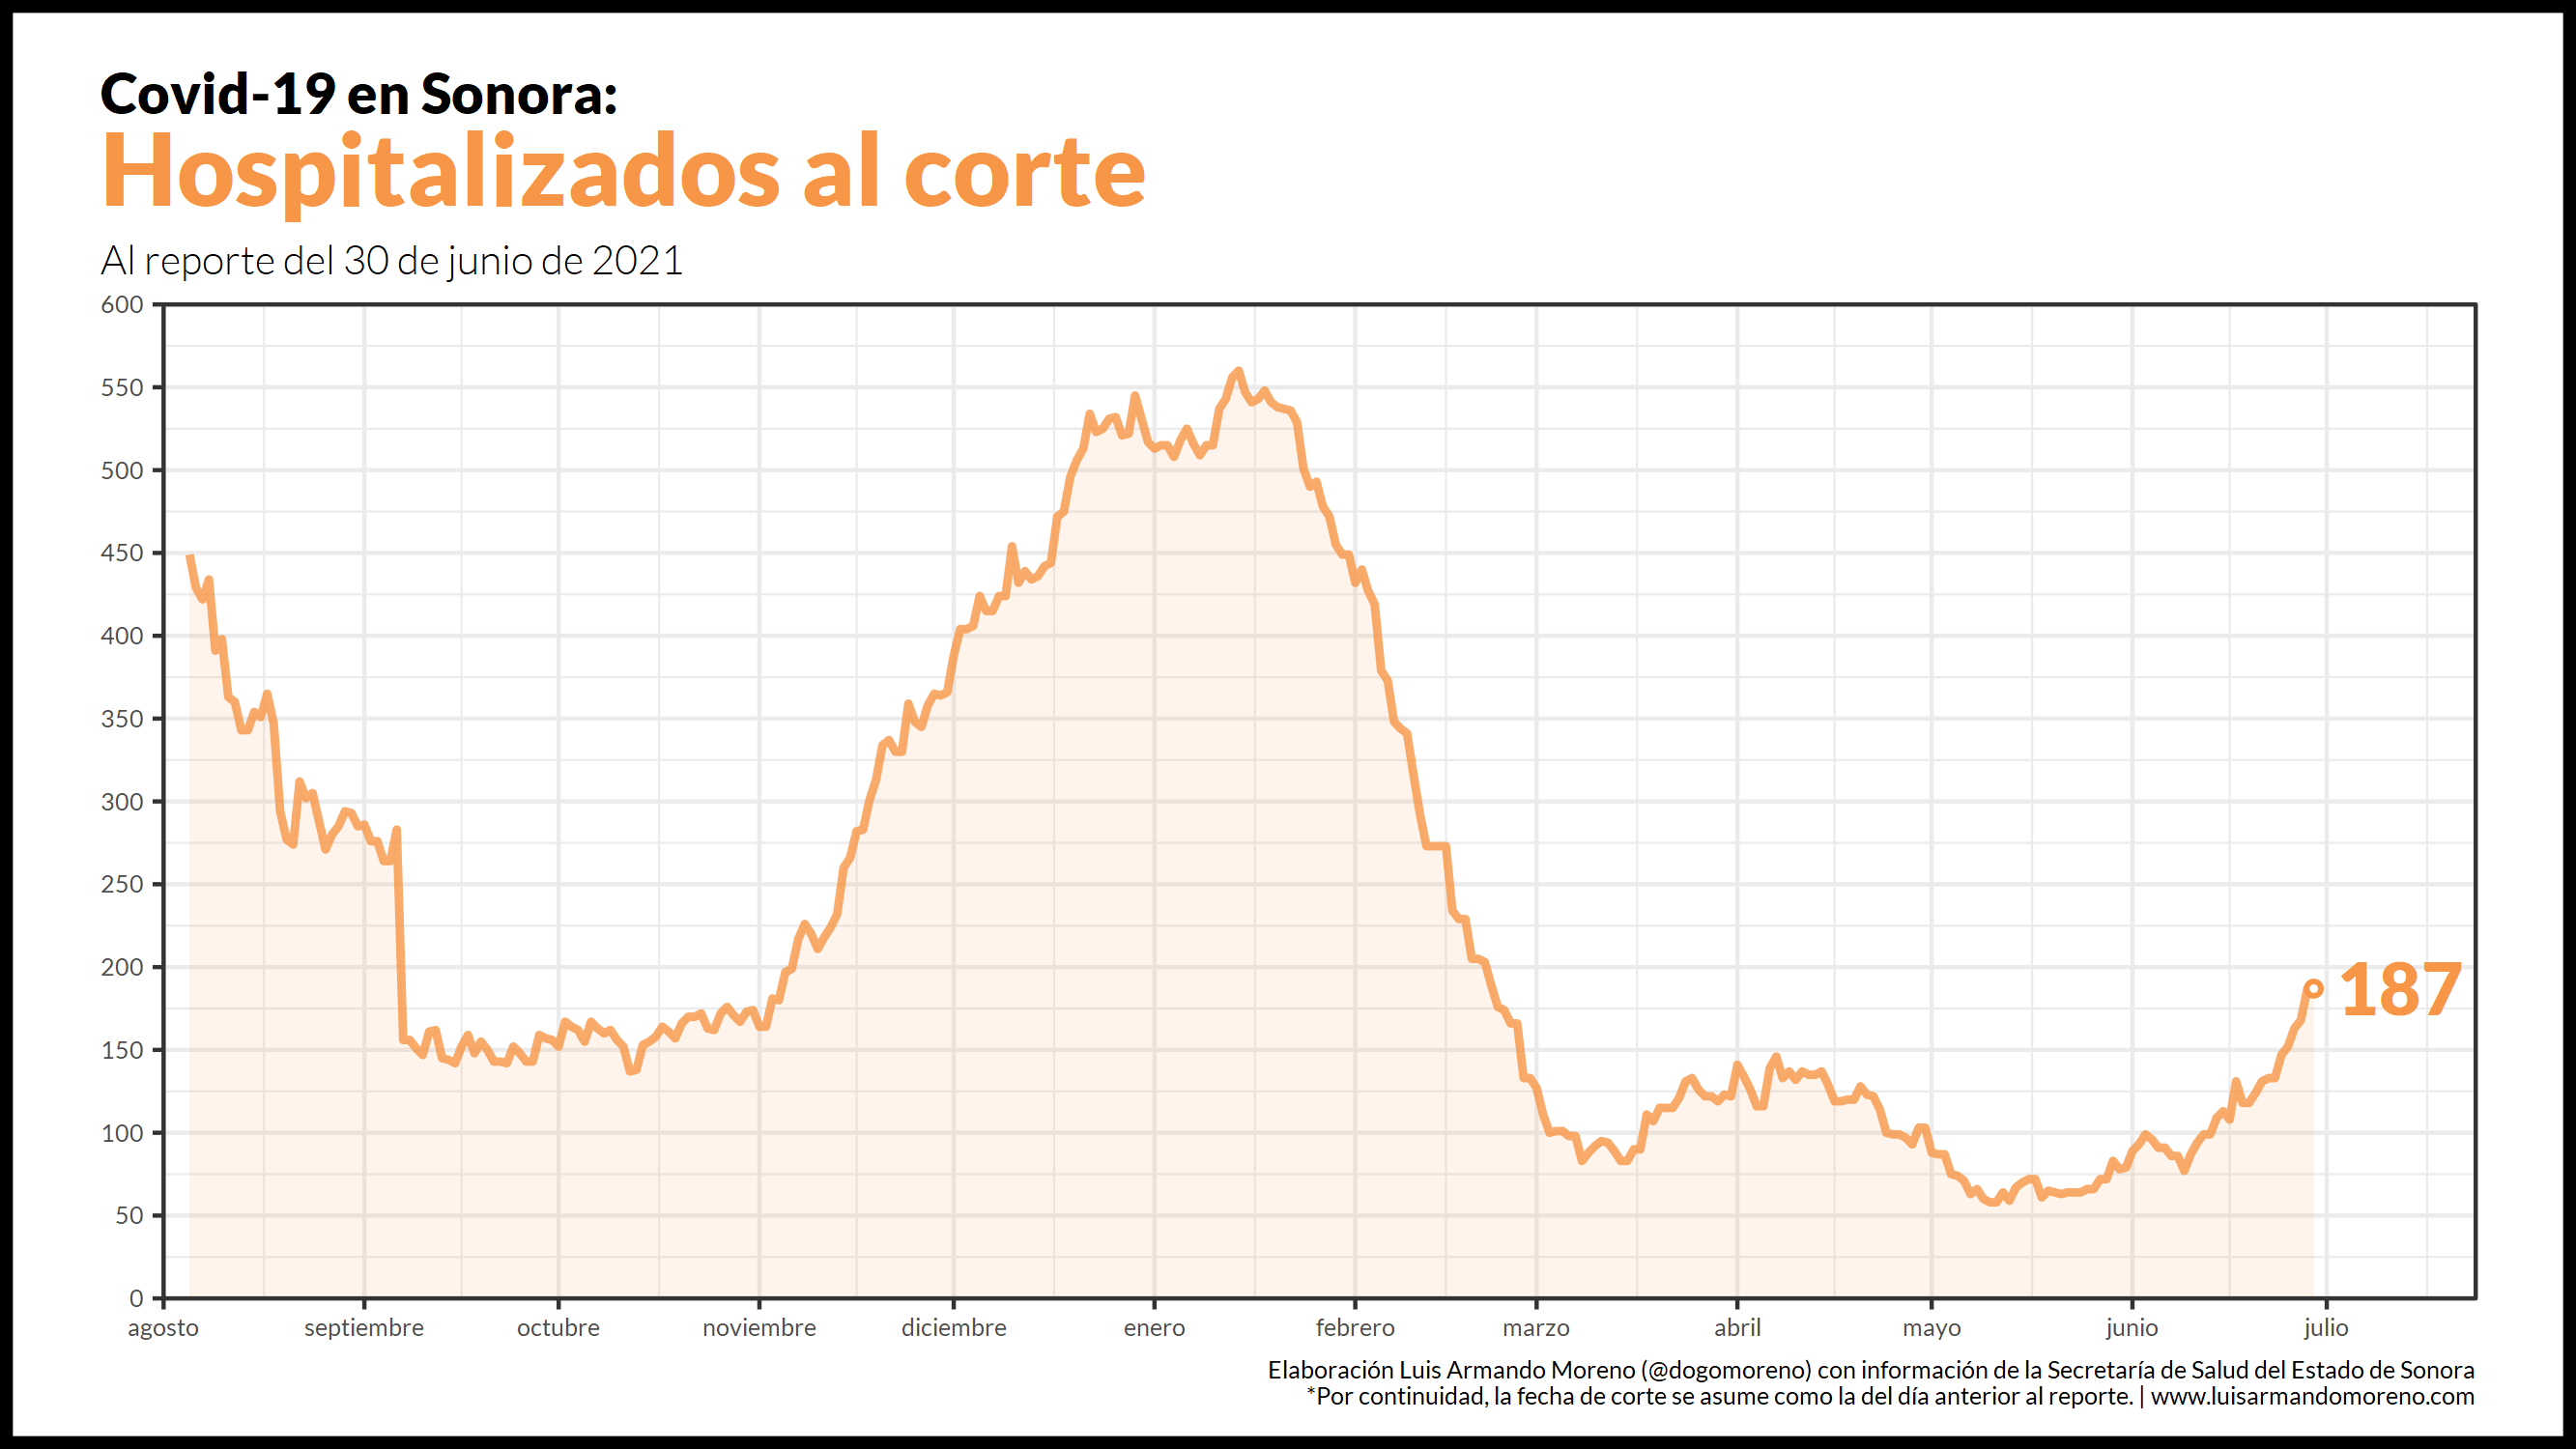 Covid-19 en Sonora:
Hospitalizados al corte
Al reporte del 30 de junio de 2021
600
550
500
450
400
350
300
250
200
150
100
50
0
187
agosto septiembre octubre noviembre diciembre enero febrero marzo abril mayo junio julio
Elaboración Luis Armando Moreno (@dogomoreno) con información de la Secretaría de Salud del Estado de Sonora
*Por continuidad, la fecha de corte se asume como la del día anterior al reporte. | www.luisarmandomoreno.com